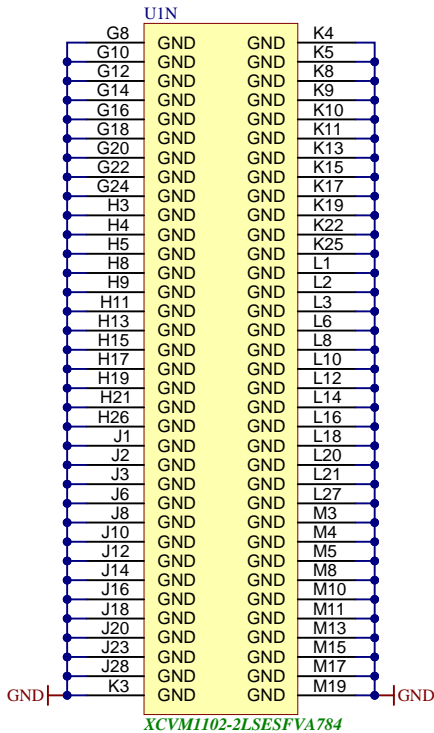 U1N
G8 GND GND K4
G10 GND GND K5
G12 GND GND K8
G14 GND GND K9
G16 GND GND K10
G18 GND GND K11
G20 GND GND K13
G22 GND GND K15
G24 GND GND K17
H3 GND GND K19
H4 GND GND K22
H5 GND GND K25
H8 GND GND L1
H9 GND GND L2
H11 GND GND L3
H13 GND GND L6
H15 GND GND L8
H17 GND GND L10
H19 GND GND L12
H21 GND GND L14
H26 GND GND L16
J1 GND GND L18
J2 GND GND L20
J3 GND GND L21
J6 GND GND L27
J8 GND GND M3
J10 GND GND M4
J12 GND GND M5
J14 GND GND M8
J16 GND GND M10
J18 GND GND M11
J20 GND GND M13
J23 GND GND M15
J28 GND GND M17
GND K3 GND GND M19 GND
XCVM1102-2LSESFVA784